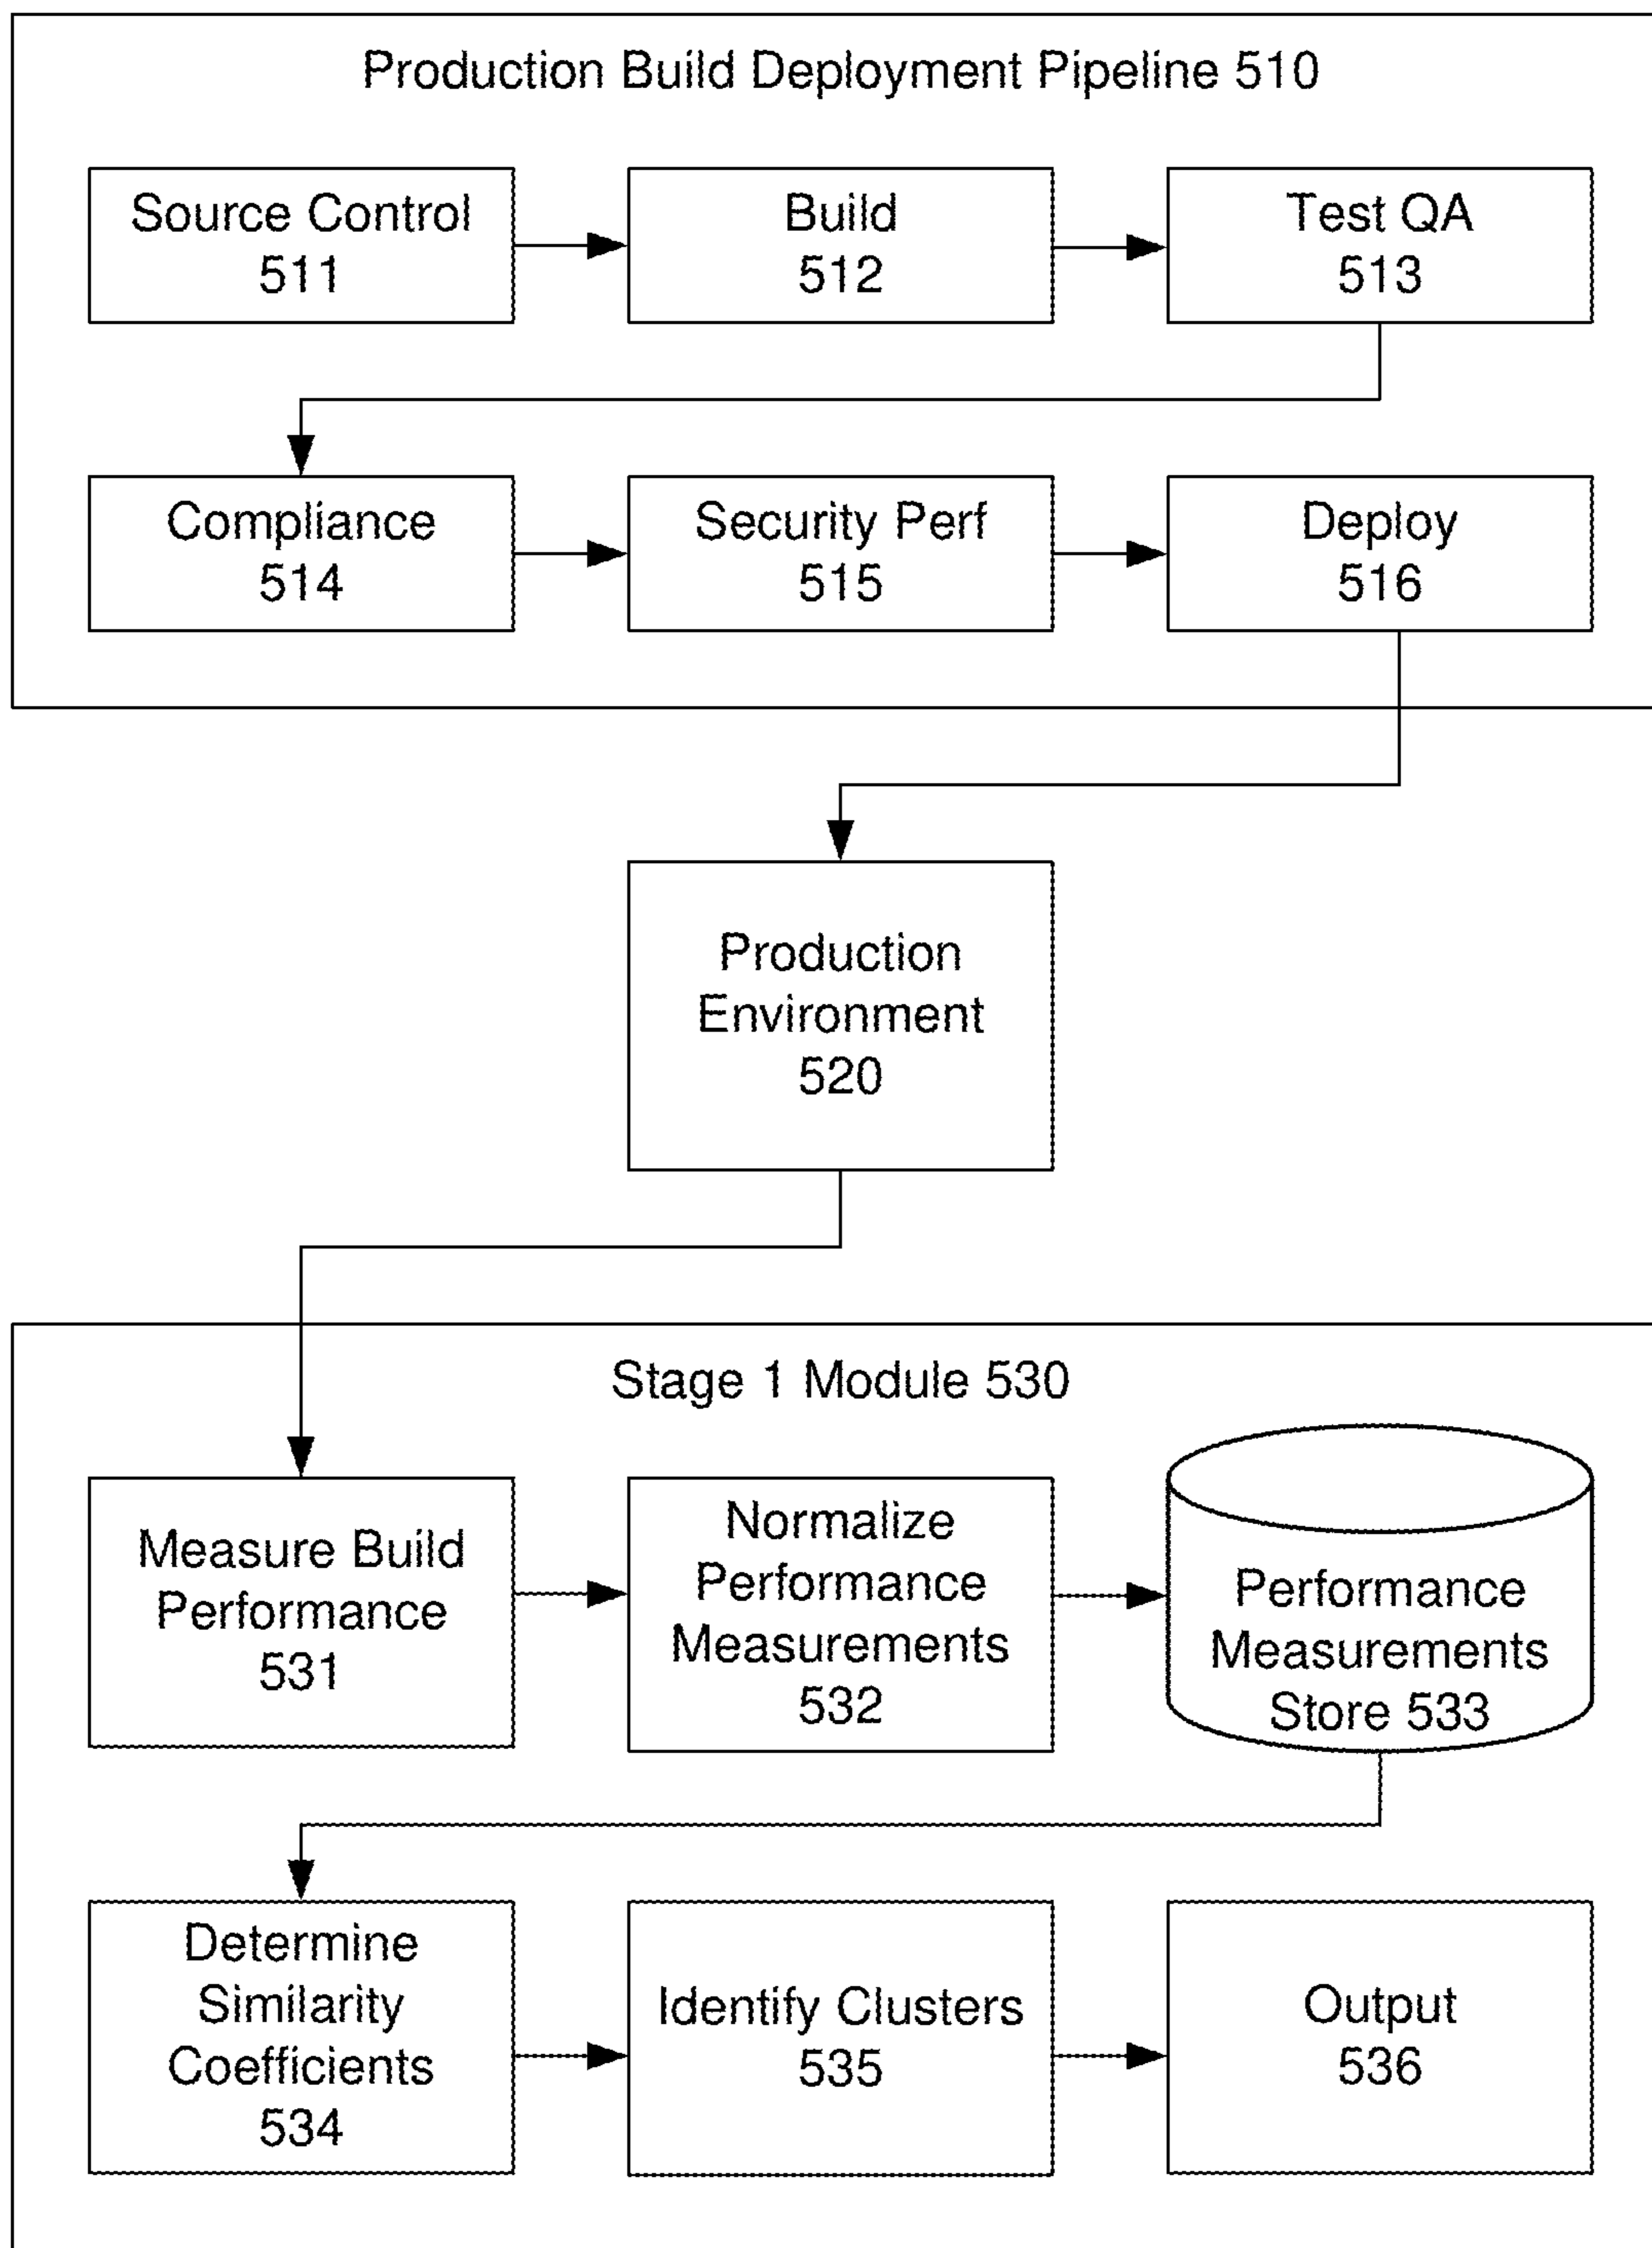 Production Build Deployment Pipeline 510
Source Control
511
Build
512
Test QA
513
Compliance
514
Security Perf
515
Deploy
516
Production
Environment
520
Stage 1 Module 530
Measure Build
Performance
531
Normalize
Performance
Measurements
532
Performance
Measurements
Store 533
Determine
Similarity
Coefficients
534
Identify Clusters
535
Output
536